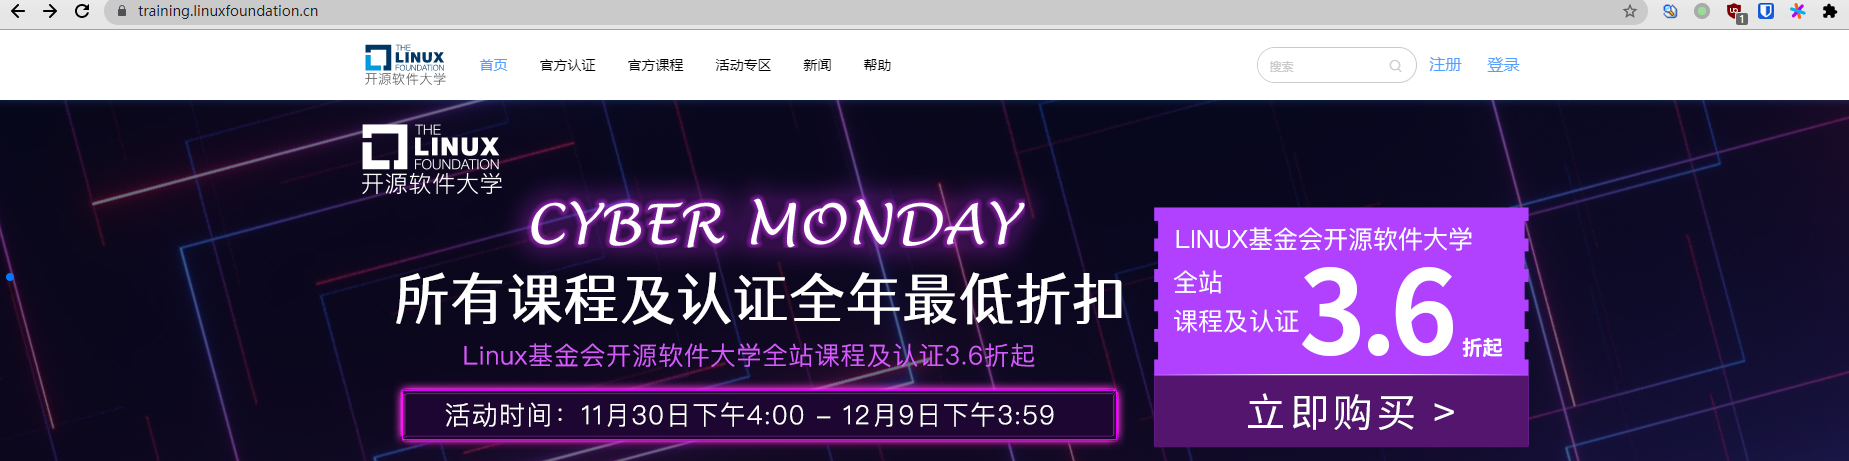 training.linuxfoundation.cn
1
THE
LINUX
FOUNDATION
开源软件大学
首页 官方认证 官方课程 活动专区 新闻 帮助
搜索
注册 登录
THE
LINUX
FOUNDATION
开源软件大学
CYBER MONDAY
所有课程及认证全年最低折扣
Linux基金会开源软件大学全站课程及认证3.6折起
活动时间：11月30日下午4:00 – 12月9日下午3:59
LINUX基金会开源软件大学
全站
课程及认证
3.6
折起
立即购买 >